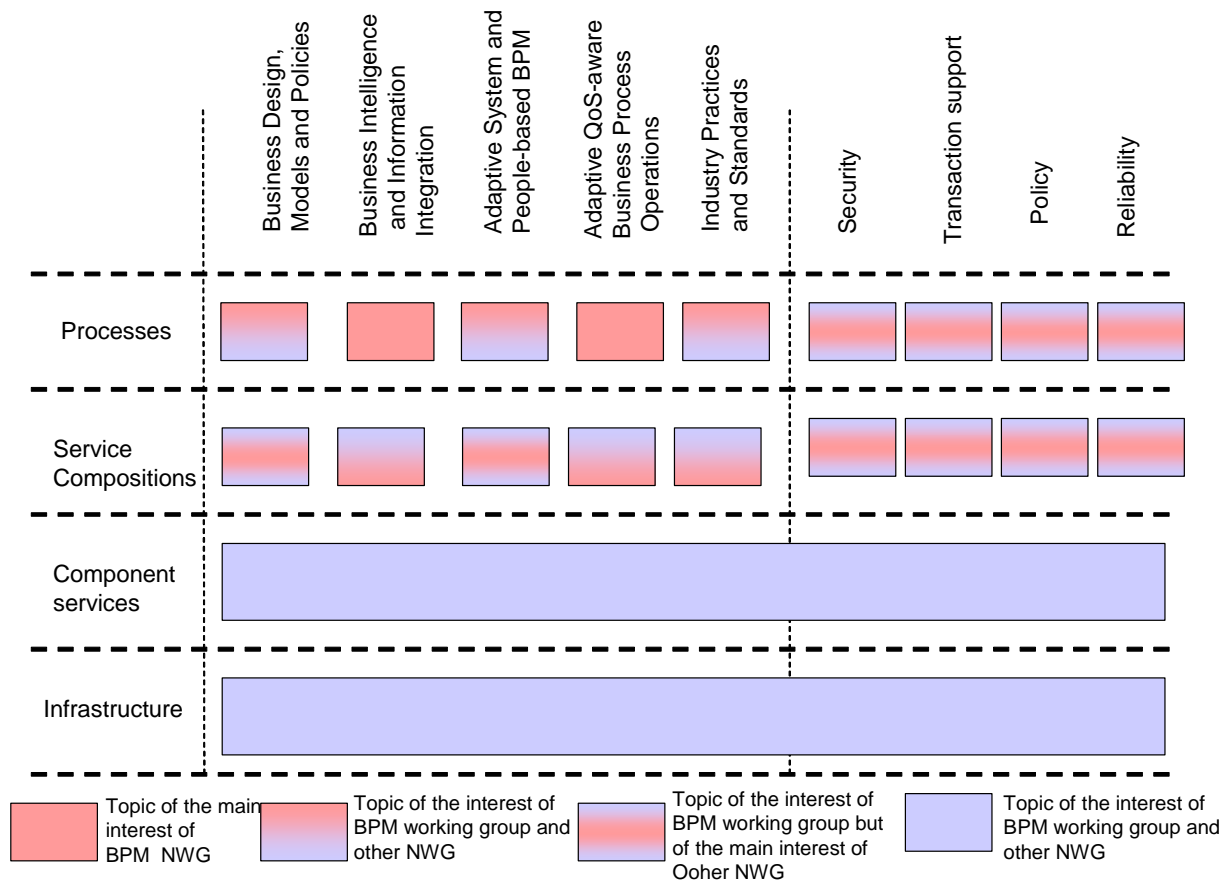 Business Design,
Models and Policies
Business Intelligence
and Information
Integration
Adaptive System and
People-based BPM
Adaptive QoS-aware
Business Process
Operations
Industry Practices
and Standards
Security
Transaction support
Policy
Reliability
Processes
Service
Compositions
Component
services
Infrastructure
Topic of the main
interest of
BPM NWG
Topic of the interest of
BPM working group and
other NWG
Topic of the interest of
BPM working group but
of the main interest of
Ooher NWG
Topic of the interest of
BPM working group and
other NWG